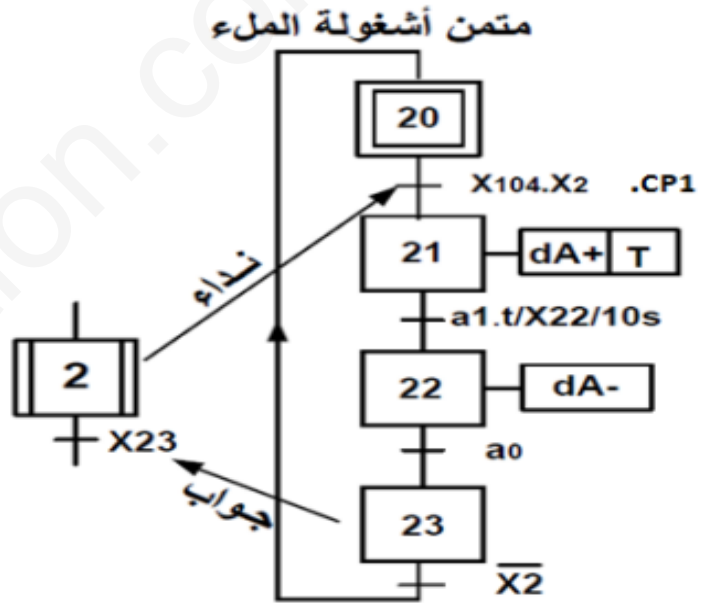 متمن أشغولة الملء
20
X104.X2 .CP1
21
dA+ T
نداء
a1.t/X22/10s
2
22
dA-
X23
a0
جواب
23
X̅2̅